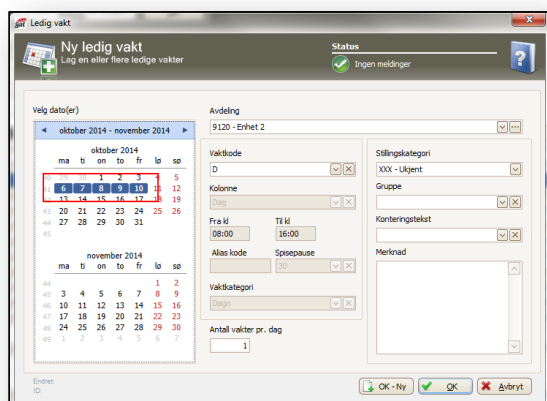 gat Ledig vakt
Ny ledig vakt
Lag en eller flere ledige vakter
Status
Ingen meldinger
Velg dato(er)
oktober 2014 - november 2014
oktober 2014
ma ti on to fr lø sø
40 29 30 1 2 3 4 5
41 6 7 8 9 10 11 12
42 13 14 15 16 17 18 19
43 20 21 22 23 24 25 26
44 27 28 29 30 31
45
november 2014
ma ti on to fr lø sø
44 1 2
45 3 4 5 6 7 8 9
46 10 11 12 13 14 15 16
47 17 18 19 20 21 22 23
48 24 25 26 27 28 29 30
49 1 2 3 4 5 6 7
Avdeling
9120 - Enhet 2
Vaktkode
D
Kolonne
Dag
Fra kl Til kl
08:00 16:00
Alias kode Spisepause
30
Vaktkategori
Døgn
Antall vakter pr. dag
1
Stillingskategori
XXX - Ukjent
Gruppe
Konteringstekst
Merknad
Endret:
ID:
OK - Ny
OK
Avbryt